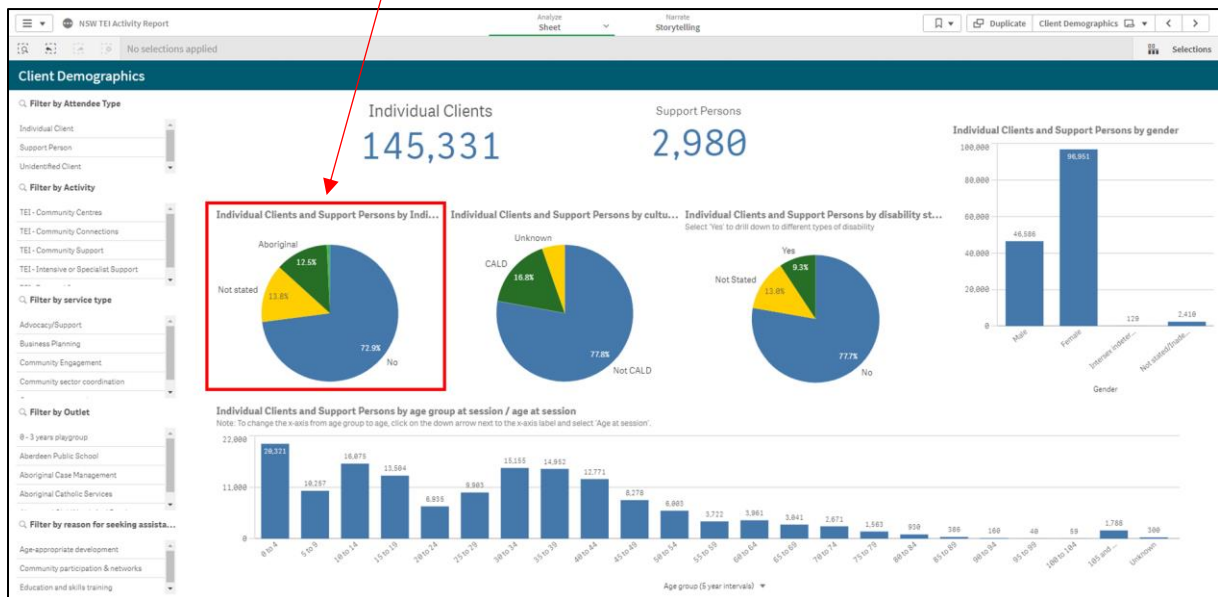 NSW TEI Activity Report
Analyze
Sheet
Narrate
Storytelling
Duplicate
Client Demographics
No selections applied
Selections
Client Demographics
Filter by Attendee Type
Individual Client
Support Person
Unidentified Client
Filter by Activity
TEI - Community Centres
TEI - Community Connections
TEI - Community Support
TEI - Intensive or Specialist Support
Filter by service type
Advocacy/Support
Business Planning
Community Engagement
Community sector coordination
Filter by Outlet
0 - 3 years playgroup
Aberdeen Public School
Aboriginal Case Management
Aboriginal Catholic Services
Filter by reason for seeking assista...
Age-appropriate development
Community participation & networks
Education and skills training
Individual Clients
145,331
Support Persons
2,980
Individual Clients and Support Persons by Indi...
Aboriginal
12.5%
Not stated
13.8%
72.9%
No
Individual Clients and Support Persons by cultu...
Unknown
CALD
16.8%
77.8%
Not CALD
Individual Clients and Support Persons by disability st...
Select 'Yes' to drill down to different types of disability
Yes
9.3%
Not Stated
13.8%
77.7%
No
Individual Clients and Support Persons by gender
100,000
80,000
60,000
40,000
20,000
0
46,586
96,951
129
2,410
Male
Female
Intersex indeter...
Not stated/Inade...
Gender
Individual Clients and Support Persons by age group at session / age at session
Note: To change the x-axis from age group to age, click on the down arrow next to the x-axis label and select 'Age at session'.
22,000
11,000
0
20,321
10,267
16,075
13,504
6,835
9,903
15,155
14,952
12,771
8,278
6,003
3,722
3,961
3,041
2,671
1,563
930
386
160
40
59
1,788
300
0 to 4
5 to 9
10 to 14
15 to 19
20 to 24
25 to 29
30 to 34
35 to 39
40 to 44
45 to 49
50 to 54
55 to 59
60 to 64
65 to 69
70 to 74
75 to 79
80 to 84
85 to 89
90 to 94
95 to 99
100 to 104
105 and ...
Unknown
Age group (5 year intervals)